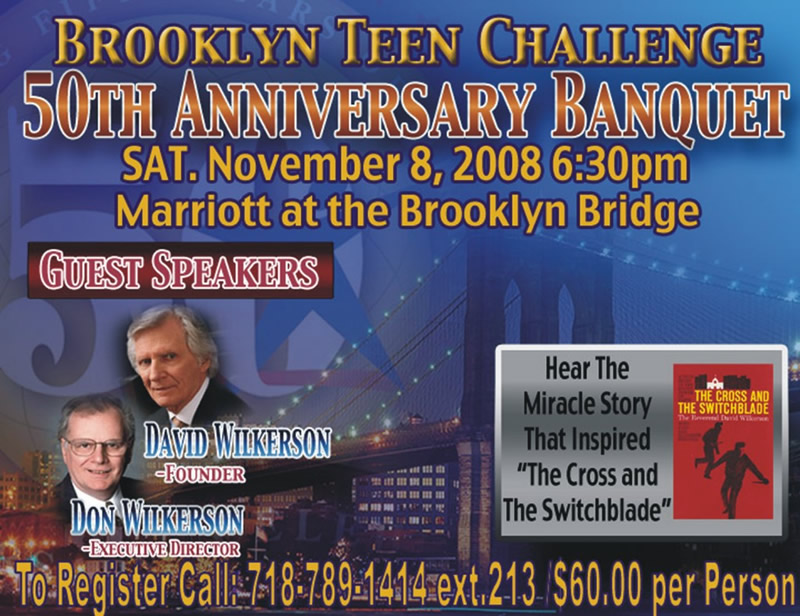 BROOKLYN TEEN CHALLENGE
50TH ANNIVERSARY BANQUET
SAT. November 8, 2008 6:30pm
Marriott at the Brooklyn Bridge
GUEST SPEAKERS
DAVID WILKERSON
-FOUNDER
DON WILKERSON
-EXECUTIVE DIRECTOR
Hear The
Miracle Story
That Inspired
"The Cross and
The Switchblade"
THE CROSS AND
THE SWITCHBLADE
The Reverend David Wilkerson
To Register Call: 718-789-1414 ext.213 /$60.00 per Person